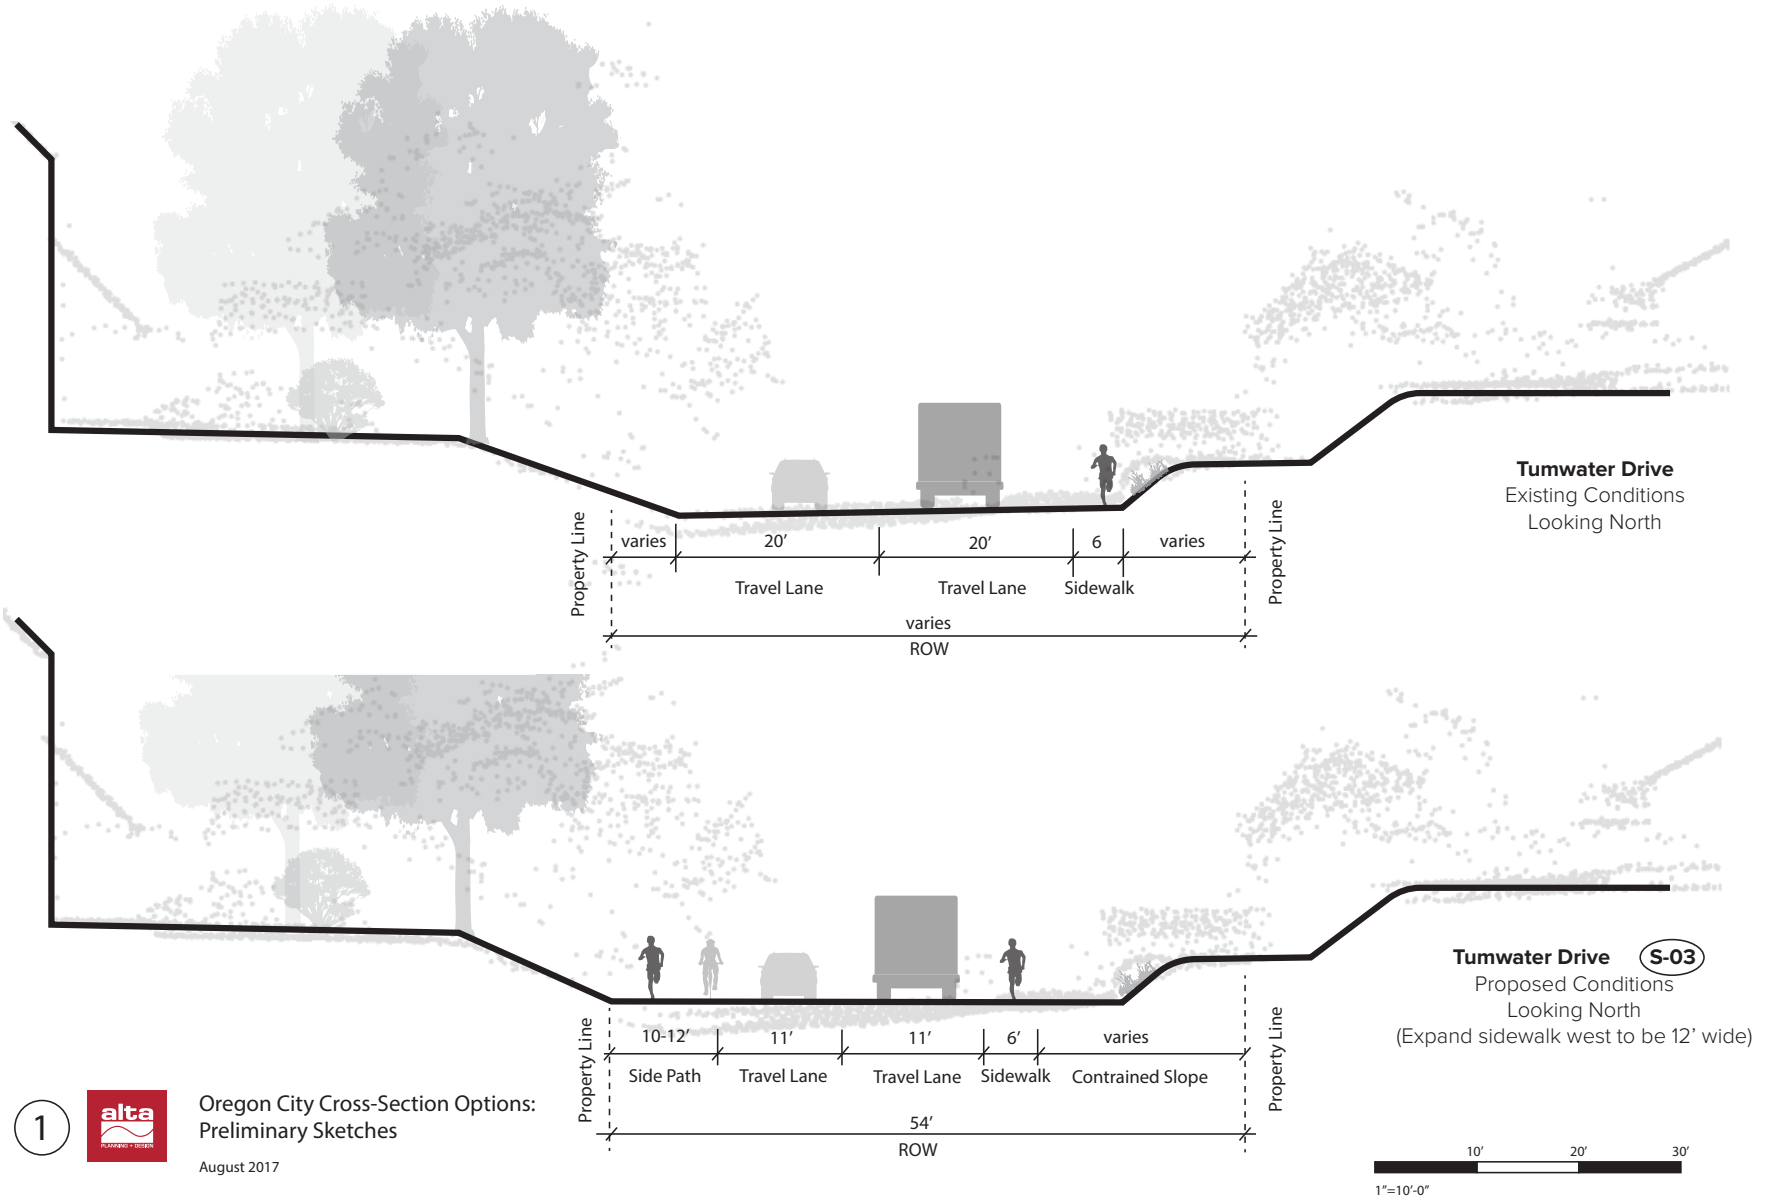 Tumwater Drive
Existing Conditions
Looking North
Property Line
varies
20’
20’
6
varies
Property Line
Travel Lane
Travel Lane
Sidewalk
varies
ROW
Tumwater Drive S-03
Proposed Conditions
Looking North
(Expand sidewalk west to be 12’ wide)
Property Line
10-12’
11’
11’
6’
varies
Property Line
Side Path
Travel Lane
Travel Lane
Sidewalk
Contrained Slope
54’
ROW
1
alta
PLANNING + DESIGN
Oregon City Cross-Section Options:
Preliminary Sketches
August 2017
10’
20’
30’
1”=10’-0”